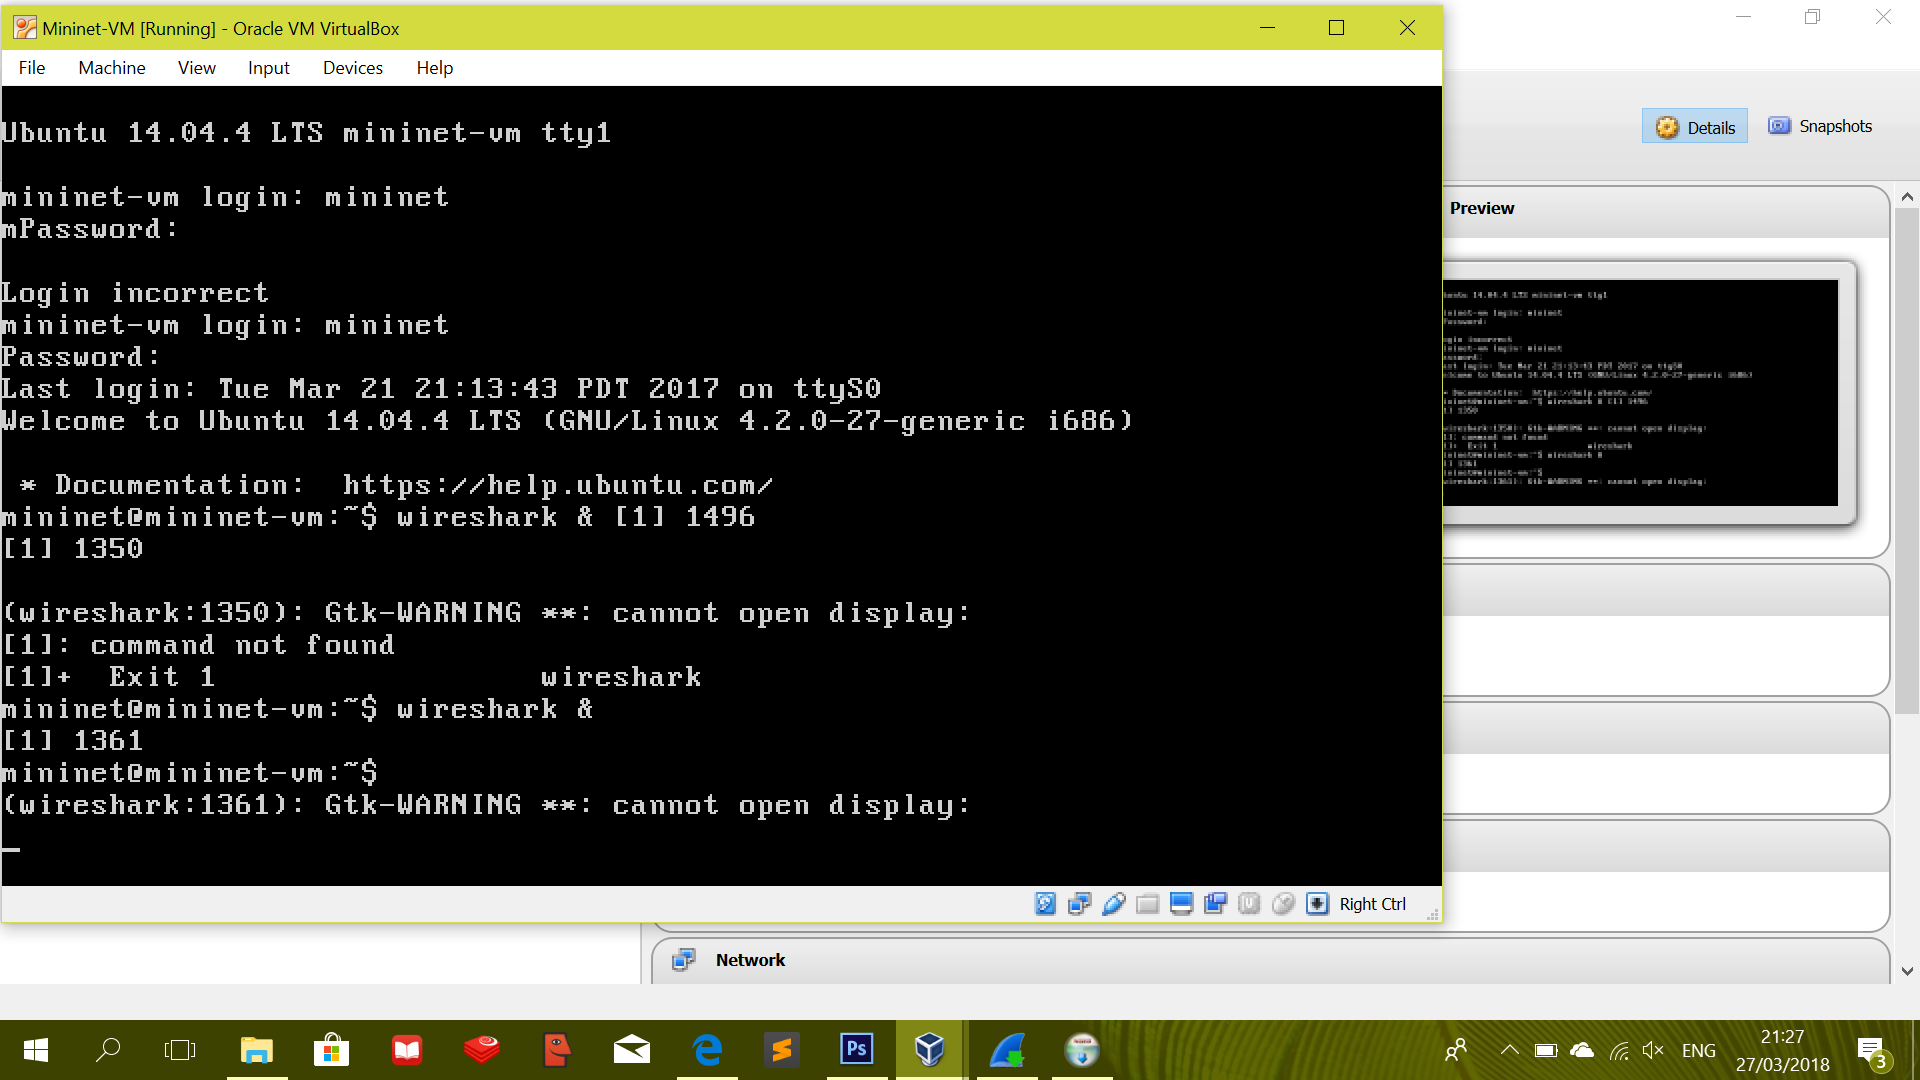 Mininet-VM [Running] - Oracle VM VirtualBox
File Machine View Input Devices Help
Ubuntu 14.04.4 LTS mininet-vm tty1
mininet-vm login: mininet
mPassword:
Login incorrect
mininet-vm login: mininet
Password:
Last login: Tue Mar 21 21:13:43 PDT 2017 on ttyS0
Welcome to Ubuntu 14.04.4 LTS (GNU/Linux 4.2.0-27-generic i686)
* Documentation:  https://help.ubuntu.com/
mininet@mininet-vm:~$ wireshark & [1] 1496
[1] 1350
(wireshark:1350): Gtk-WARNING **: cannot open display:
[1]: command not found
[1]+  Exit 1                  wireshark
mininet@mininet-vm:~$ wireshark &
[1] 1361
mininet@mininet-vm:~$
(wireshark:1361): Gtk-WARNING **: cannot open display:
_
Right Ctrl
Details
Snapshots
Preview
Network
Ps
ENG
21:27
27/03/2018
3